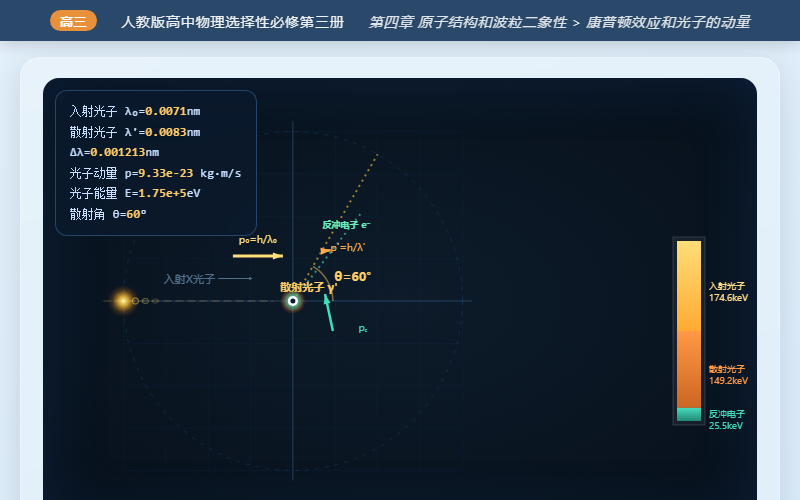 高三 人教版高中物理选择性必修第三册 第四章 原子结构和波粒二象性 > 康普顿效应和光子的动量
入射光子 λ₀=0.0071nm
散射光子 λ'=0.0083nm
Δλ=0.001213nm
光子动量 p=9.33e-23 kg·m/s
光子能量 E=1.75e+5eV
散射角 θ=60°
反冲电子 e⁻
p₀=h/λ₀
p'=h/λ'
入射X光子
θ=60°
散射光子 γ'
pₑ
入射光子
174.6keV
散射光子
149.2keV
反冲电子
25.5keV